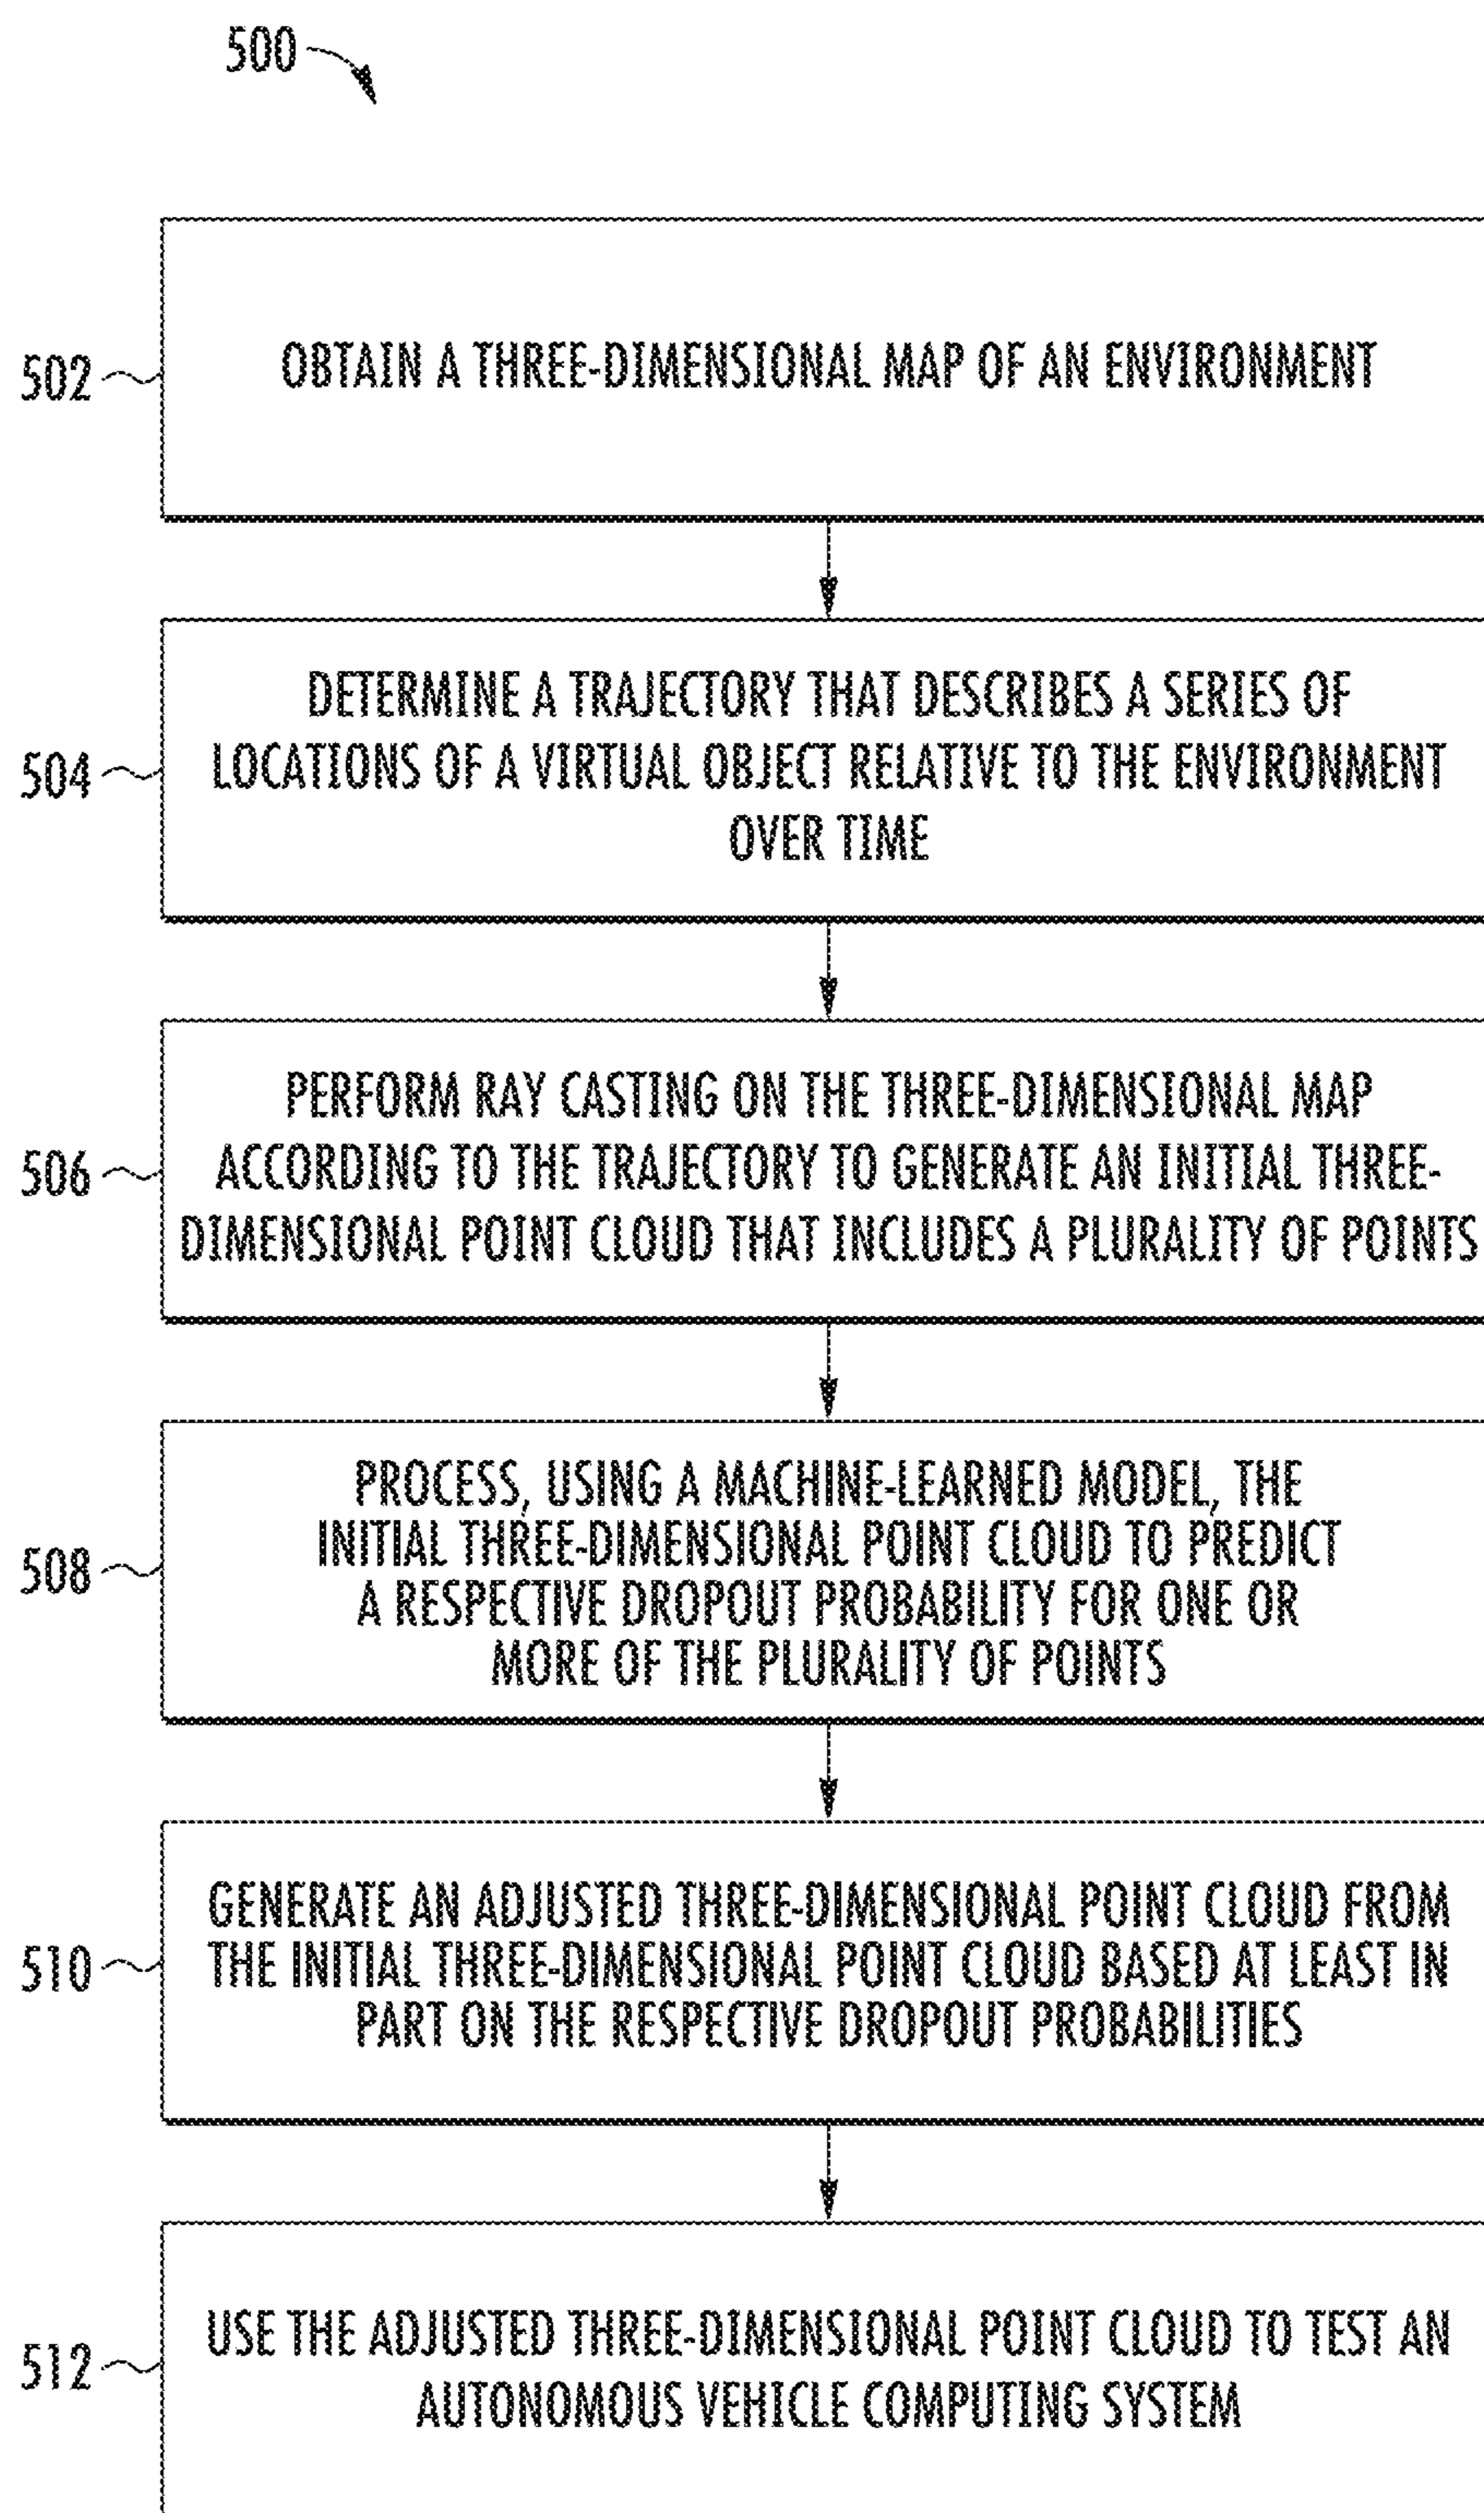 500
502
OBTAIN A THREE-DIMENSIONAL MAP OF AN ENVIRONMENT
504
DETERMINE A TRAJECTORY THAT DESCRIBES A SERIES OF
LOCATIONS OF A VIRTUAL OBJECT RELATIVE TO THE ENVIRONMENT
OVER TIME
506
PERFORM RAY CASTING ON THE THREE-DIMENSIONAL MAP
ACCORDING TO THE TRAJECTORY TO GENERATE AN INITIAL THREE-
DIMENSIONAL POINT CLOUD THAT INCLUDES A PLURALITY OF POINTS
508
PROCESS, USING A MACHINE-LEARNED MODEL, THE
INITIAL THREE-DIMENSIONAL POINT CLOUD TO PREDICT
A RESPECTIVE DROPOUT PROBABILITY FOR ONE OR
MORE OF THE PLURALITY OF POINTS
510
GENERATE AN ADJUSTED THREE-DIMENSIONAL POINT CLOUD FROM
THE INITIAL THREE-DIMENSIONAL POINT CLOUD BASED AT LEAST IN
PART ON THE RESPECTIVE DROPOUT PROBABILITIES
512
USE THE ADJUSTED THREE-DIMENSIONAL POINT CLOUD TO TEST AN
AUTONOMOUS VEHICLE COMPUTING SYSTEM